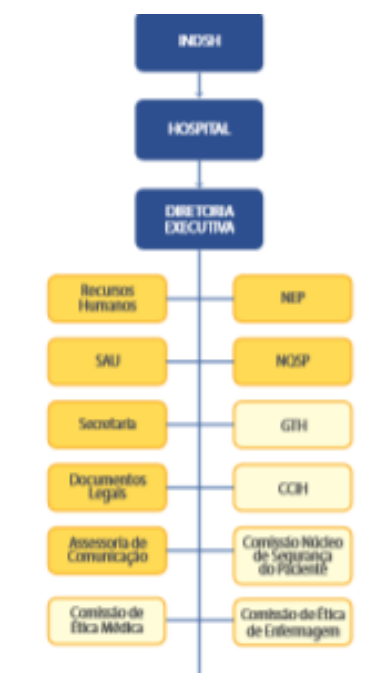 INDSH
HOSPITAL
DIRETORIA
EXECUTIVA
Recursos
Humanos
NEP
SAU
NQSP
Secretaria
GTH
Documentos
Legais
CCIH
Assessoria de
Comunicação
Comissão Núcleo
de Segurança
do Paciente
Comissão de
Ética Médica
Comissão de Ética
de Enfermagem